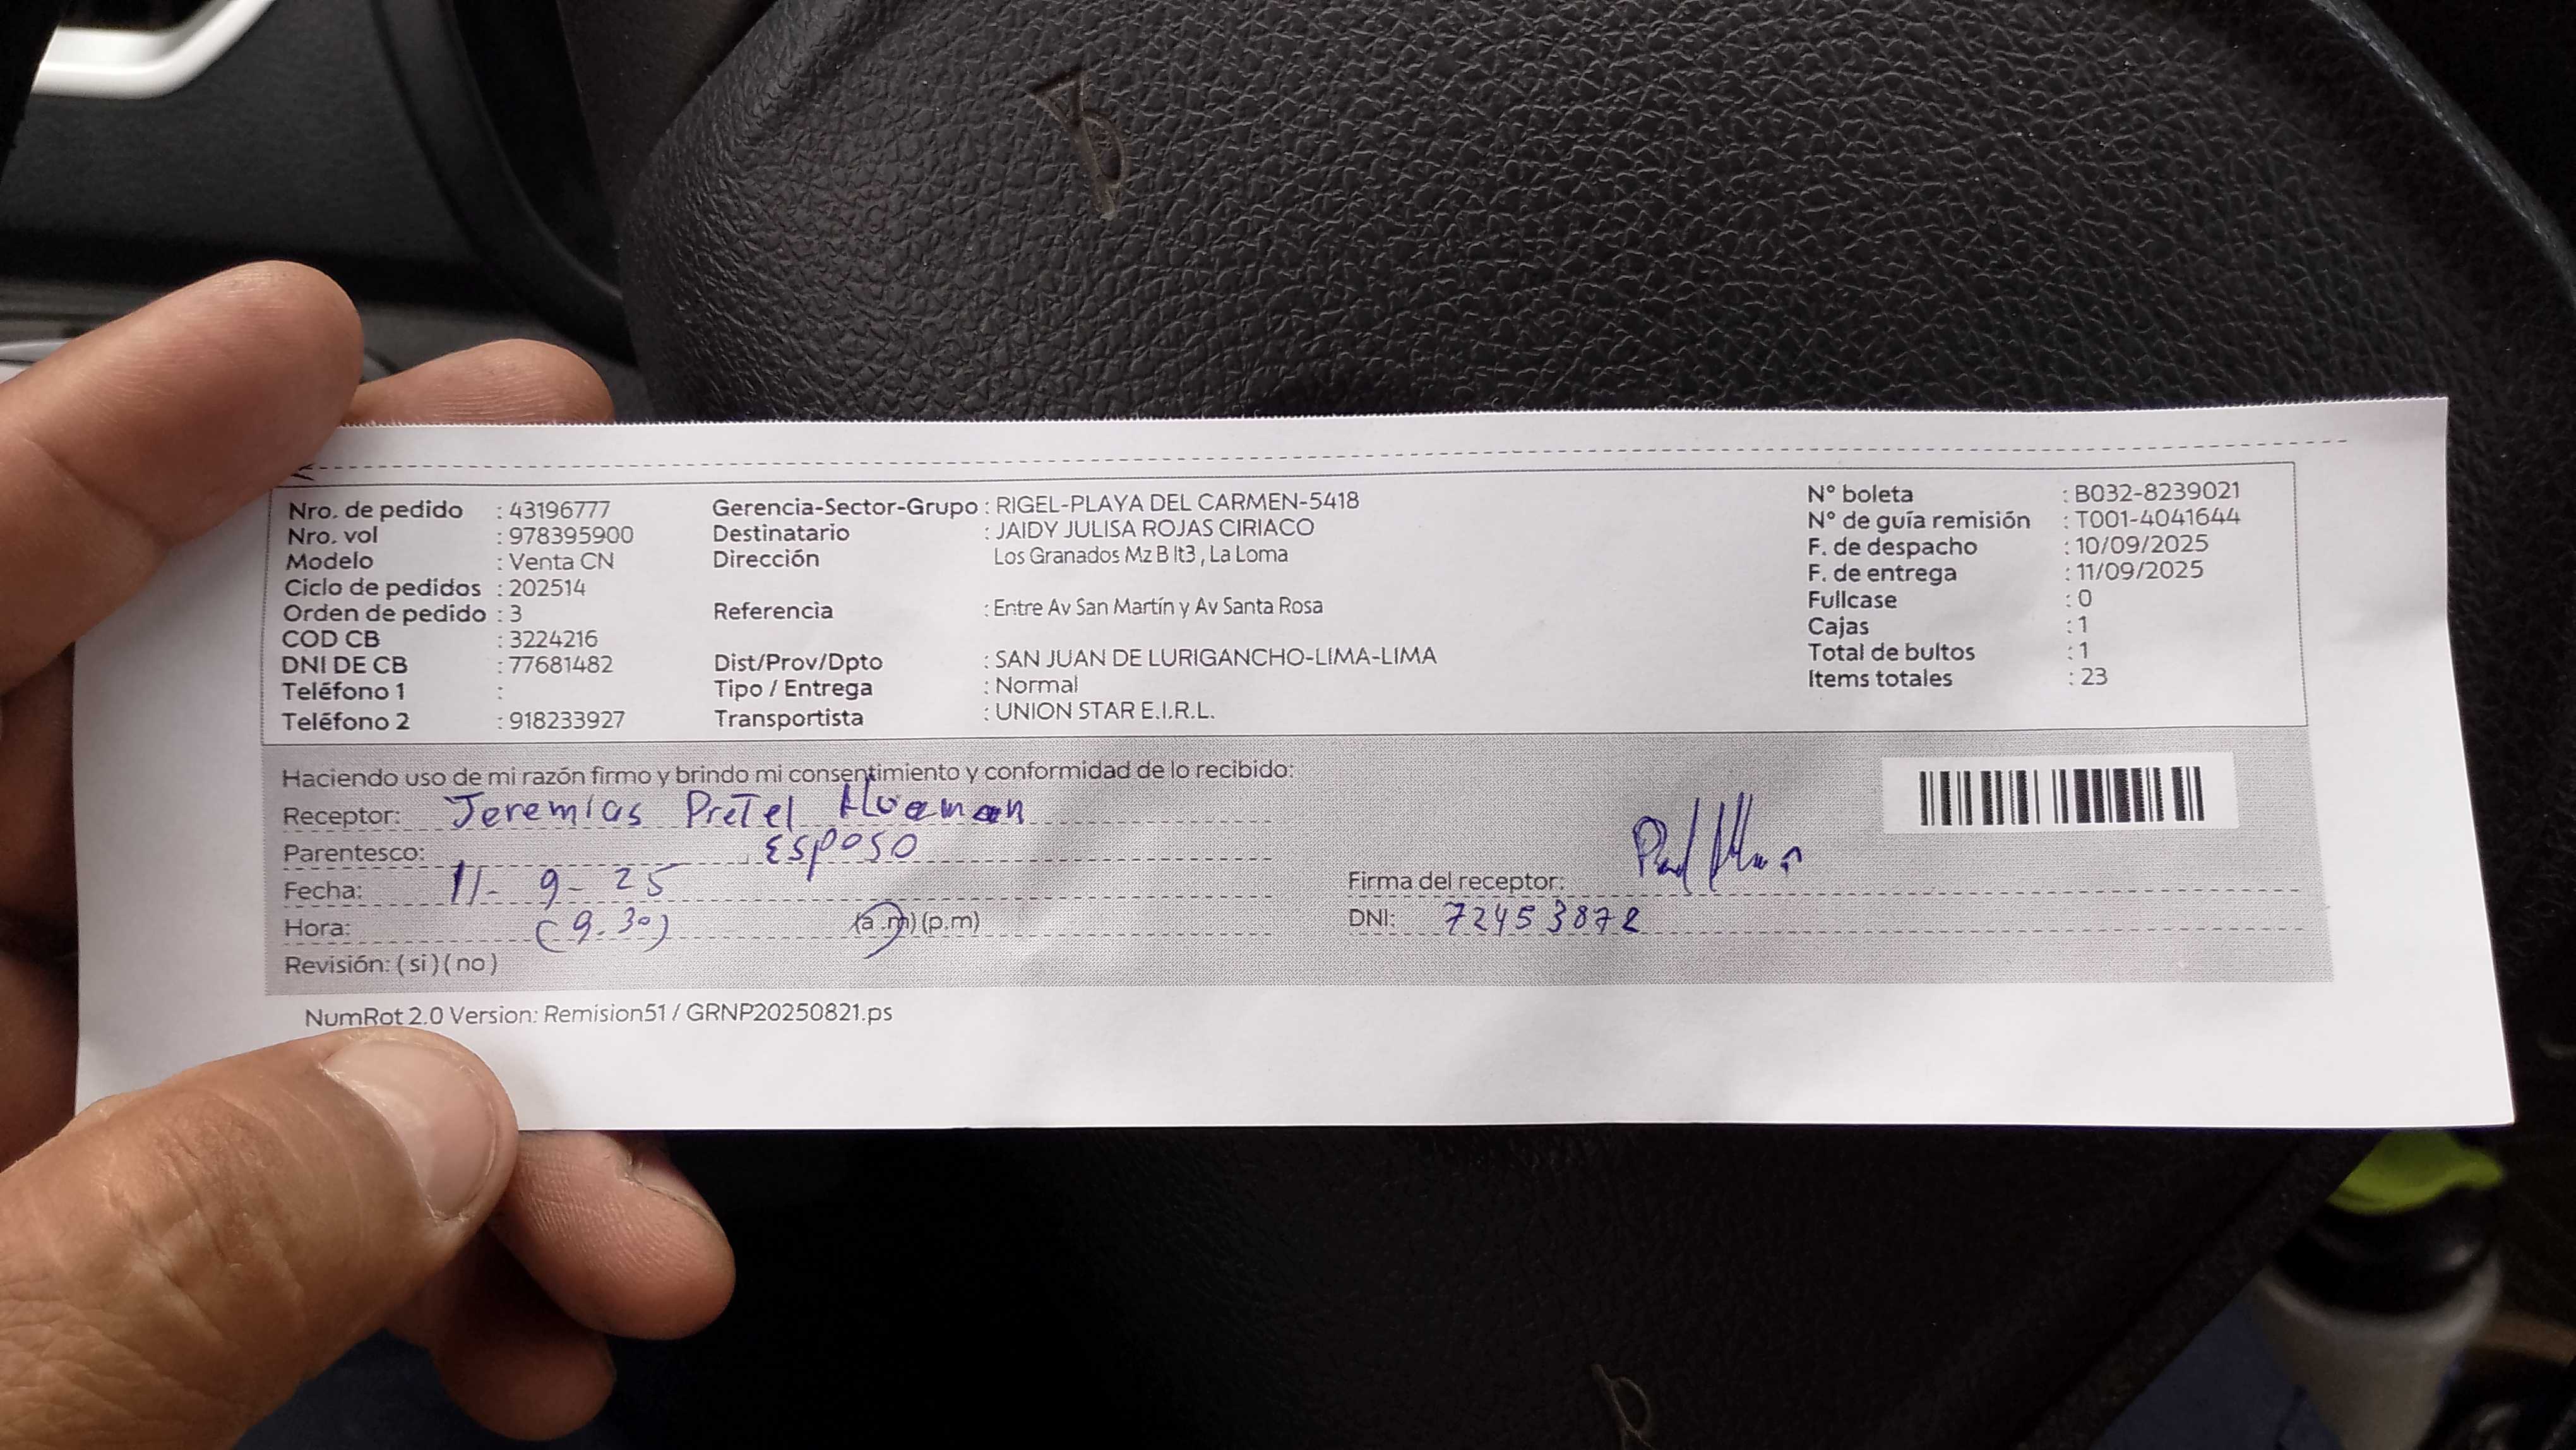 Nro. de pedido : 43196777 Gerencia-Sector-Grupo : RIGEL-PLAYA DEL CARMEN-5418 N° boleta : B032-8239021
Nro. vol : 978395900 Destinatario : JAIDY JULISA ROJAS CIRIACO N° de guía remisión : T001-4041644
Modelo : Venta CN Dirección Los Granados Mz B lt3 , La Loma F. de despacho : 10/09/2025
Ciclo de pedidos : 202514 F. de entrega : 11/09/2025
Orden de pedido : 3 Referencia : Entre Av San Martín y Av Santa Rosa Fullcase : 0
COD CB : 3224216 Cajas : 1
DNI DE CB : 77681482 Dist/Prov/Dpto : SAN JUAN DE LURIGANCHO-LIMA-LIMA Total de bultos : 1
Teléfono 1 : Tipo / Entrega : Normal Items totales : 23
Teléfono 2 : 918233927 Transportista : UNION STAR E.I.R.L.
Haciendo uso de mi razón firmo y brindo mi consentimiento y conformidad de lo recibido:
Receptor: Jeremias Pretel Huaman
Parentesco: Esposo
Fecha: 11- 9- 25 Firma del receptor:
Hora: (9.30) (a.m) (p.m) DNI: 72453872
Revisión: ( si ) ( no )
NumRot 2.0 Version: Remision51 / GRNP20250821.ps